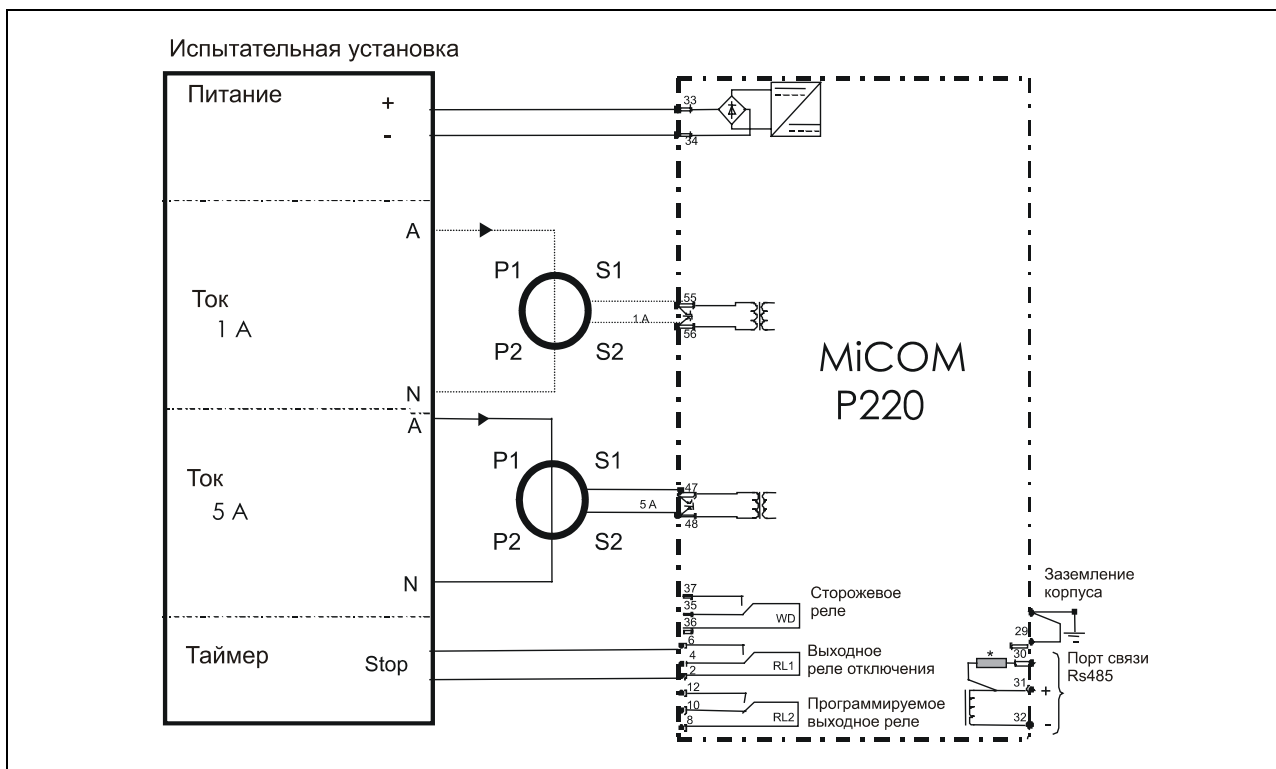 Испытательная установка
Питание
+
-
33
34
A
P1
S1
Ток
1 A
55
1 A
56
P2
S2
N
MiCOM
P220
A
P1
S1
Ток
5 A
47
5 A
48
P2
S2
N
37
35
36
WD
Сторожевое
реле
Заземление
корпуса
29
Таймер
Stop
6
4
2
RL1
Выходное
реле отключения
*
30
31
32
+
-
Порт связи
Rs485
12
10
8
RL2
Программируемое
выходное реле